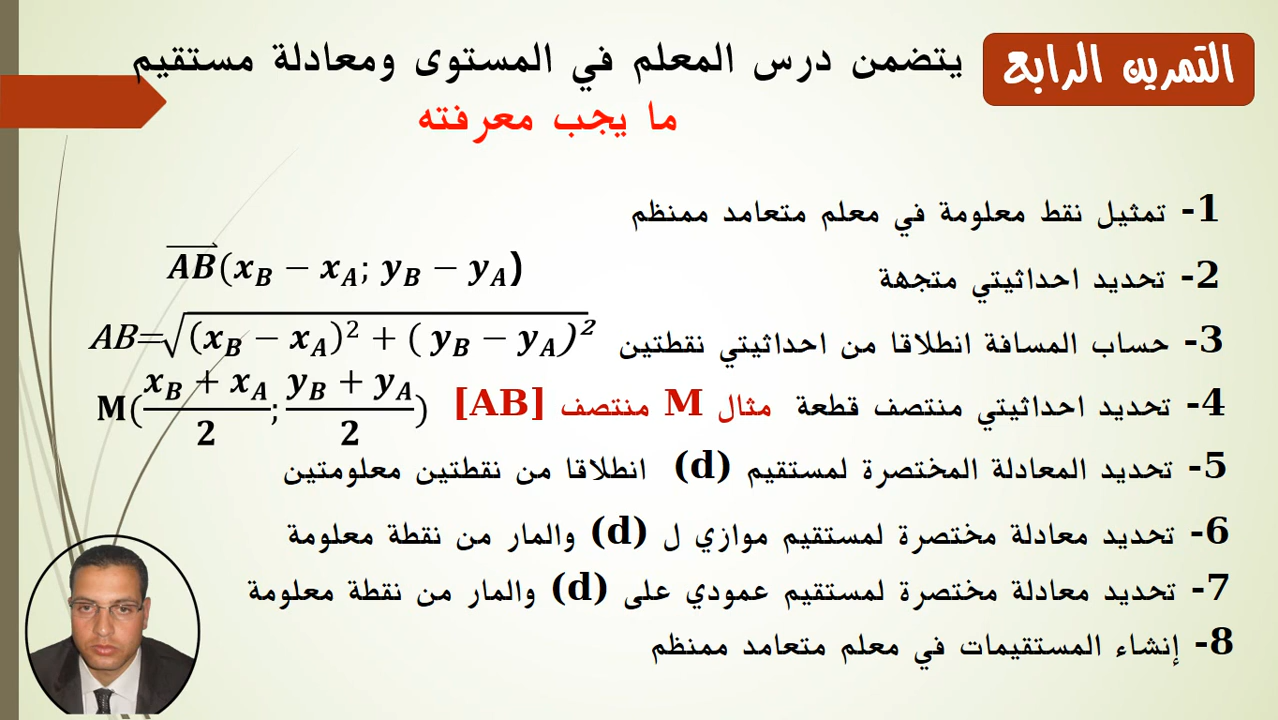 التمرين الرابع يتضمن درس المعلم في المستوى ومعادلة مستقيم
ما يجب معرفته
1- تمثيل نقط معلومة في معلم متعامد ممنظم
2- تحديد احداثيتي متجهة $\overrightarrow{AB}(x_B - x_A; y_B - y_A)$
3- حساب المسافة انطلاقا من احداثيتي نقطتين $AB=\sqrt{(x_B - x_A)^2 + (y_B - y_A)^2}$
4- تحديد احداثيتي منتصف قطعة مثال M منتصف [AB] $M(\frac{x_B + x_A}{2}; \frac{y_B + y_A}{2})$
5- تحديد المعادلة المختصرة لمستقيم (d) انطلاقا من نقطتين معلومتين
6- تحديد معادلة مختصرة لمستقيم موازي ل (d) والمار من نقطة معلومة
7- تحديد معادلة مختصرة لمستقيم عمودي على (d) والمار من نقطة معلومة
8- إنشاء المستقيمات في معلم متعامد ممنظم